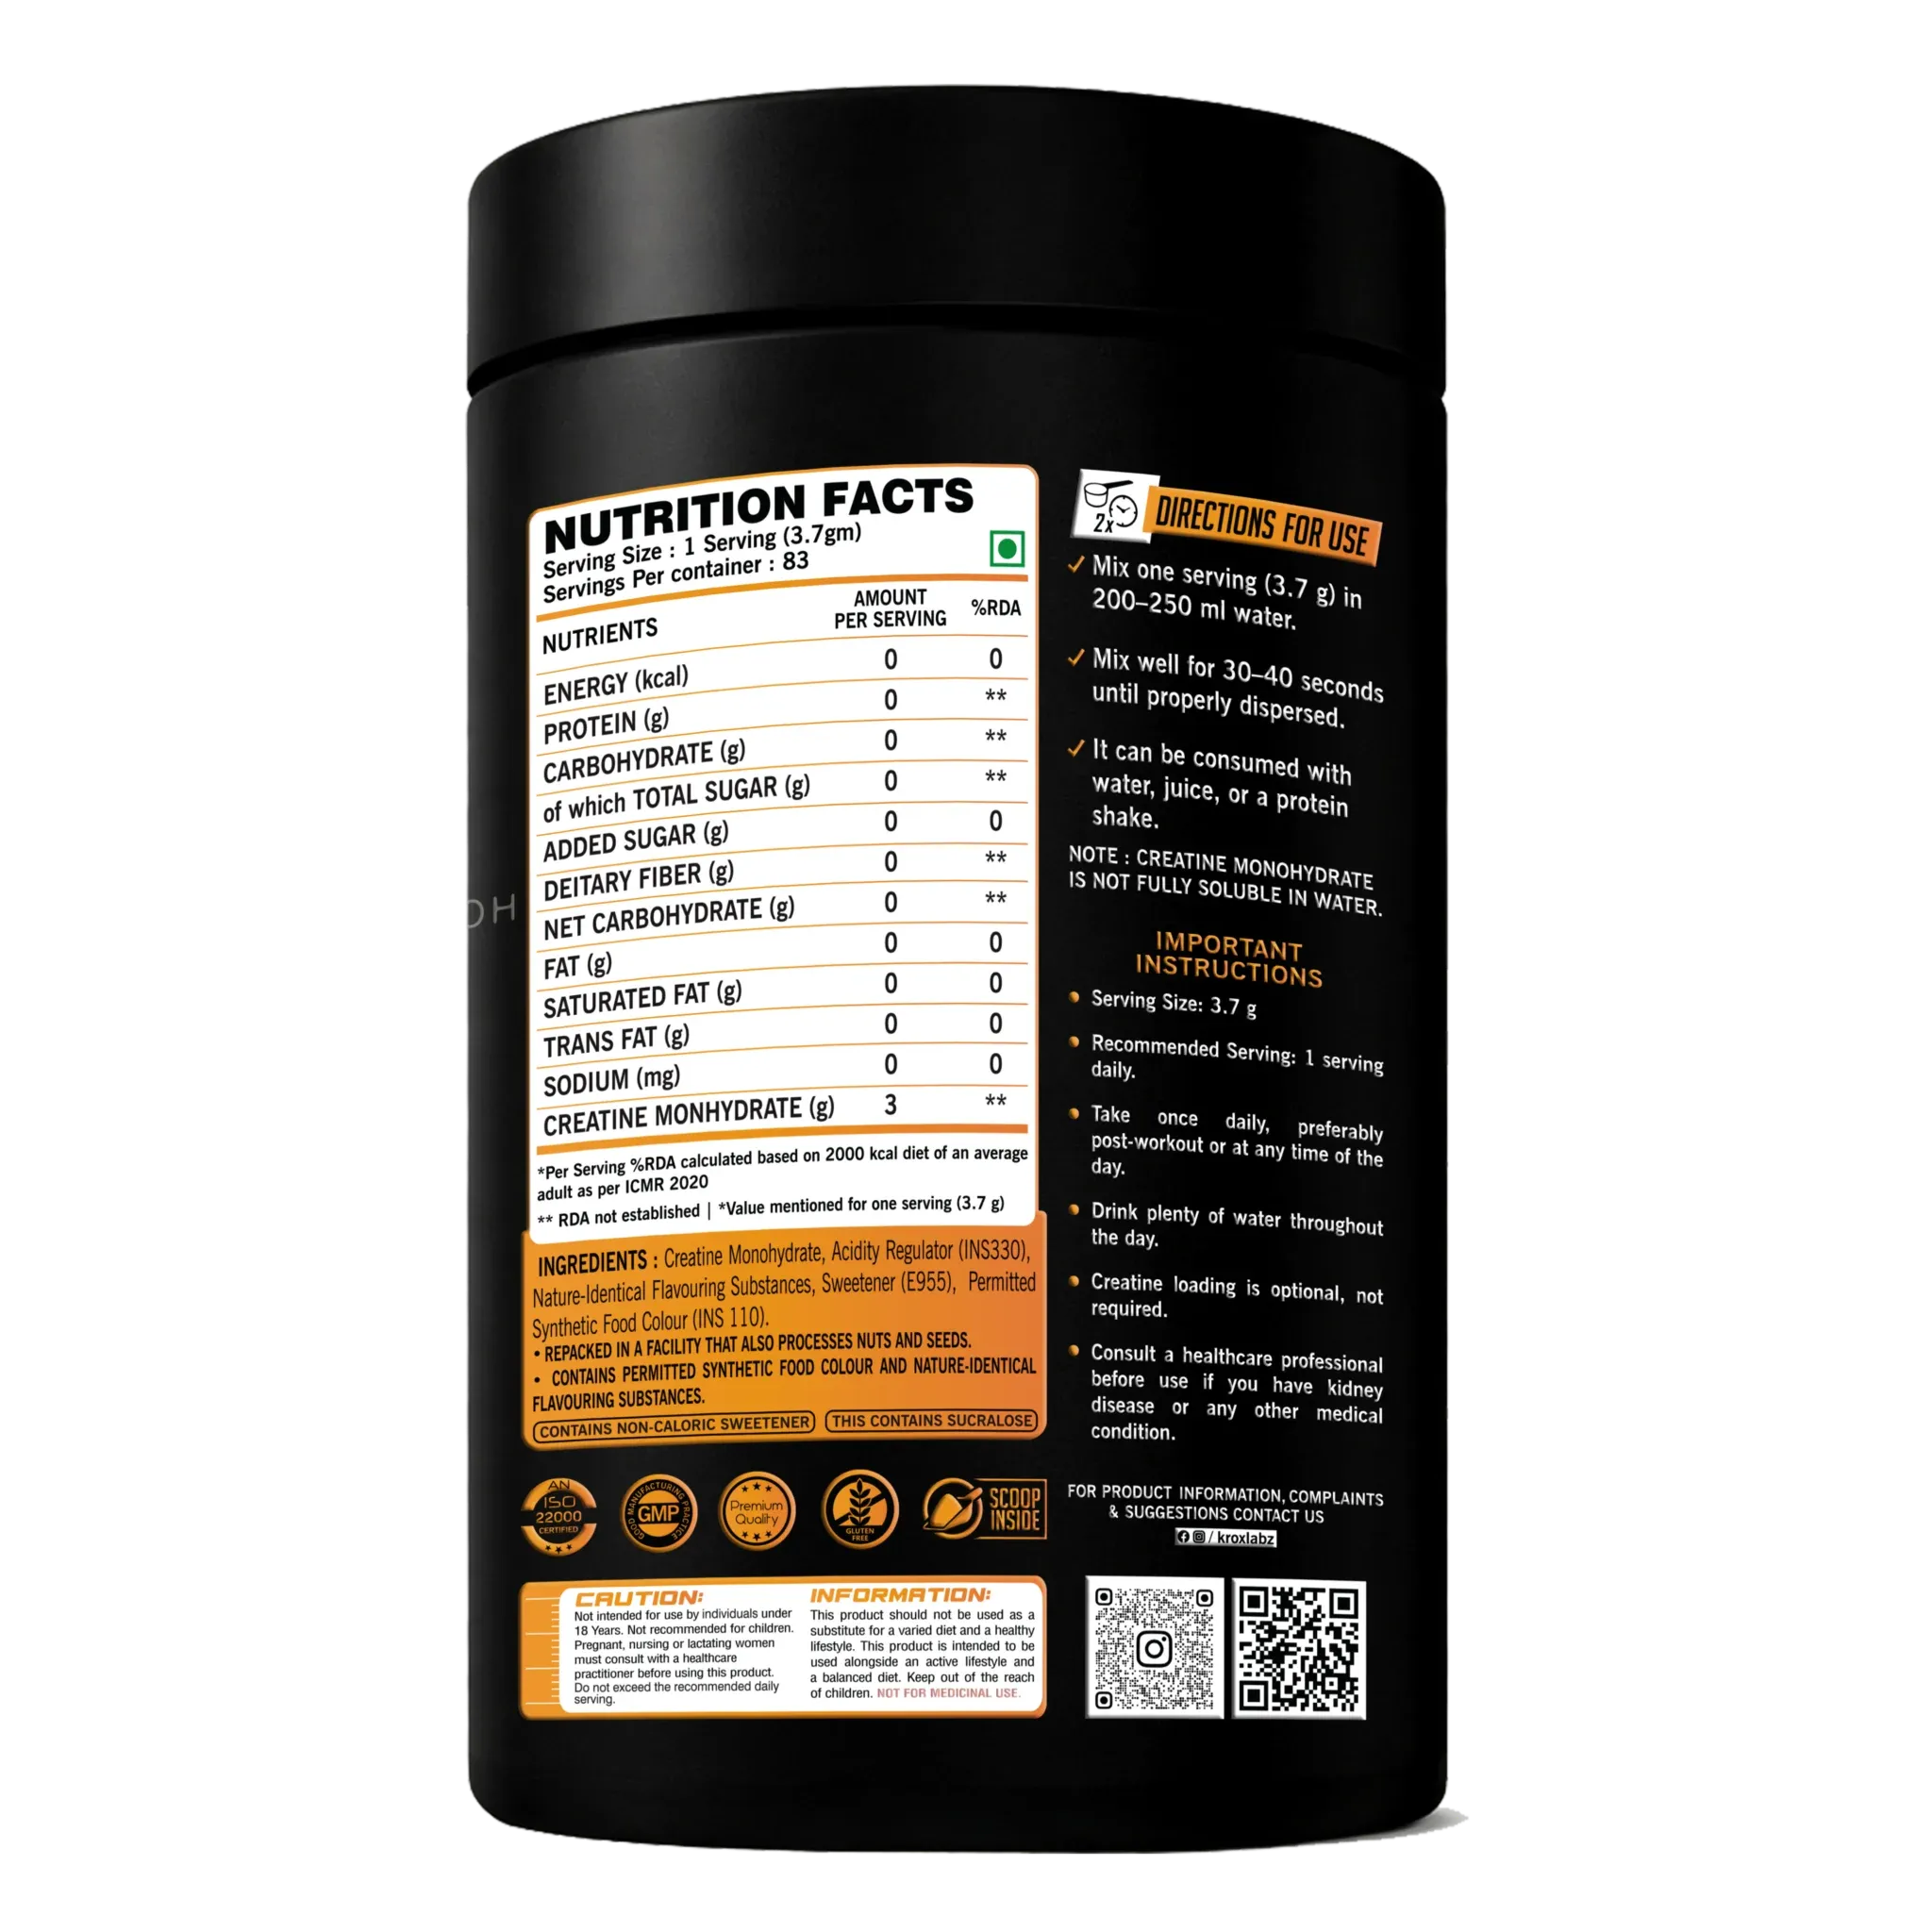 NUTRITION FACTS
Serving Size : 1 Serving (3.7gm)
Servings Per container : 83
NUTRIENTS AMOUNT PER SERVING %RDA
ENERGY (kcal) 0 0
PROTEIN (g) 0 **
CARBOHYDRATE (g) 0 **
of which TOTAL SUGAR (g) 0 **
ADDED SUGAR (g) 0 0
DEITARY FIBER (g) 0 **
NET CARBOHYDRATE (g) 0 **
FAT (g) 0 0
SATURATED FAT (g) 0 0
TRANS FAT (g) 0 0
SODIUM (mg) 0 0
CREATINE MONHYDRATE (g) 3 **
*Per Serving %RDA calculated based on 2000 kcal diet of an average
adult as per ICMR 2020
** RDA not established | *Value mentioned for one serving (3.7 g)
INGREDIENTS : Creatine Monohydrate, Acidity Regulator (INS330),
Nature-Identical Flavouring Substances, Sweetener (E955), Permitted
Synthetic Food Colour (INS 110).
• REPACKED IN A FACILITY THAT ALSO PROCESSES NUTS AND SEEDS.
• CONTAINS PERMITTED SYNTHETIC FOOD COLOUR AND NATURE-IDENTICAL
FLAVOURING SUBSTANCES.
CONTAINS NON-CALORIC SWEETENER THIS CONTAINS SUCRALOSE
AN
ISO
22000
CERTIFIED
GOOD MANUFACTURING PRACTICE
GMP
Premium
Quality
GLUTEN
FREE
SCOOP
INSIDE
CAUTION:
Not intended for use by individuals under
18 Years. Not recommended for children.
Pregnant, nursing or lactating women
must consult with a healthcare
practitioner before using this product.
Do not exceed the recommended daily
serving.
INFORMATION:
This product should not be used as a
substitute for a varied diet and a healthy
lifestyle. This product is intended to be
used alongside an active lifestyle and
a balanced diet. Keep out of the reach
of children. NOT FOR MEDICINAL USE.
2x
DIRECTIONS FOR USE
Mix one serving (3.7 g) in
200–250 ml water.
Mix well for 30–40 seconds
until properly dispersed.
It can be consumed with
water, juice, or a protein
shake.
NOTE : CREATINE MONOHYDRATE
IS NOT FULLY SOLUBLE IN WATER.
IMPORTANT
INSTRUCTIONS
• Serving Size: 3.7 g
• Recommended Serving: 1 serving
daily.
• Take once daily, preferably
post-workout or at any time of the
day.
• Drink plenty of water throughout
the day.
• Creatine loading is optional, not
required.
• Consult a healthcare professional
before use if you have kidney
disease or any other medical
condition.
FOR PRODUCT INFORMATION, COMPLAINTS
& SUGGESTIONS CONTACT US
/ kroxlabz
OH